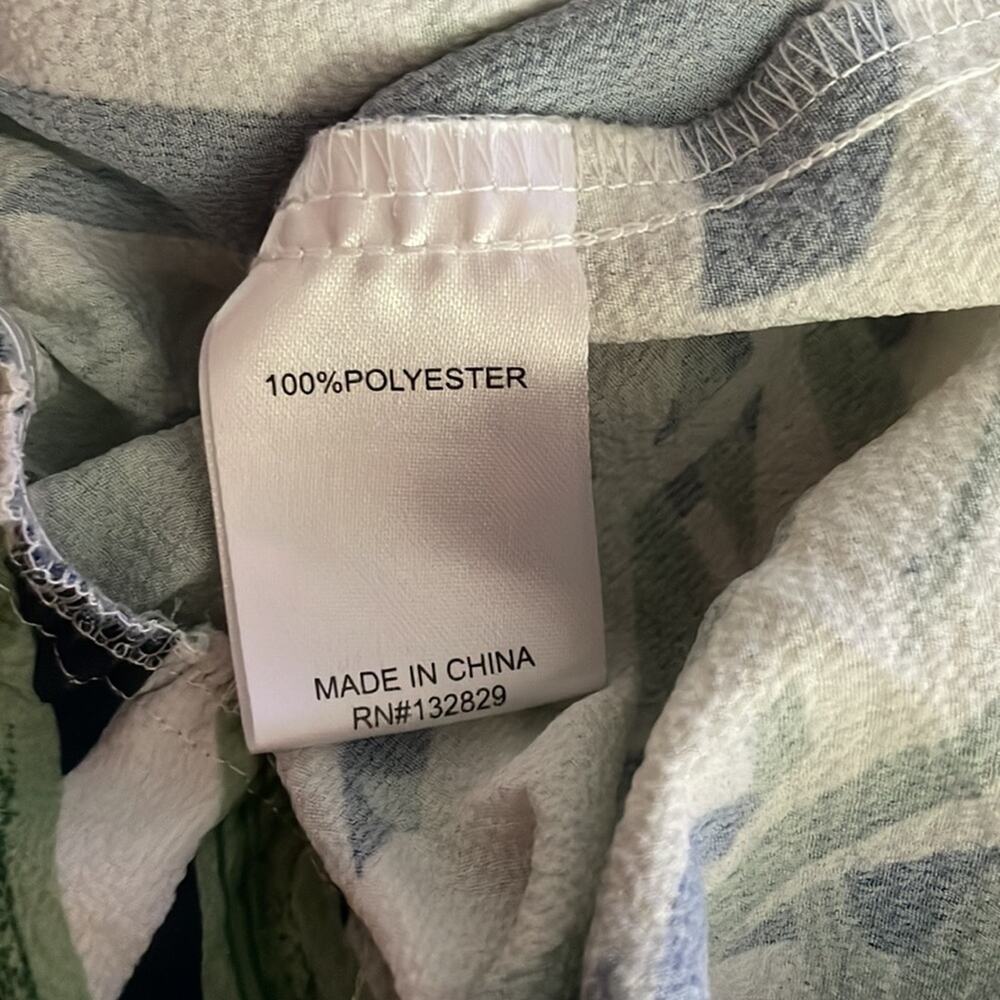 100%POLYESTER
MADE IN CHINA
RN#132829